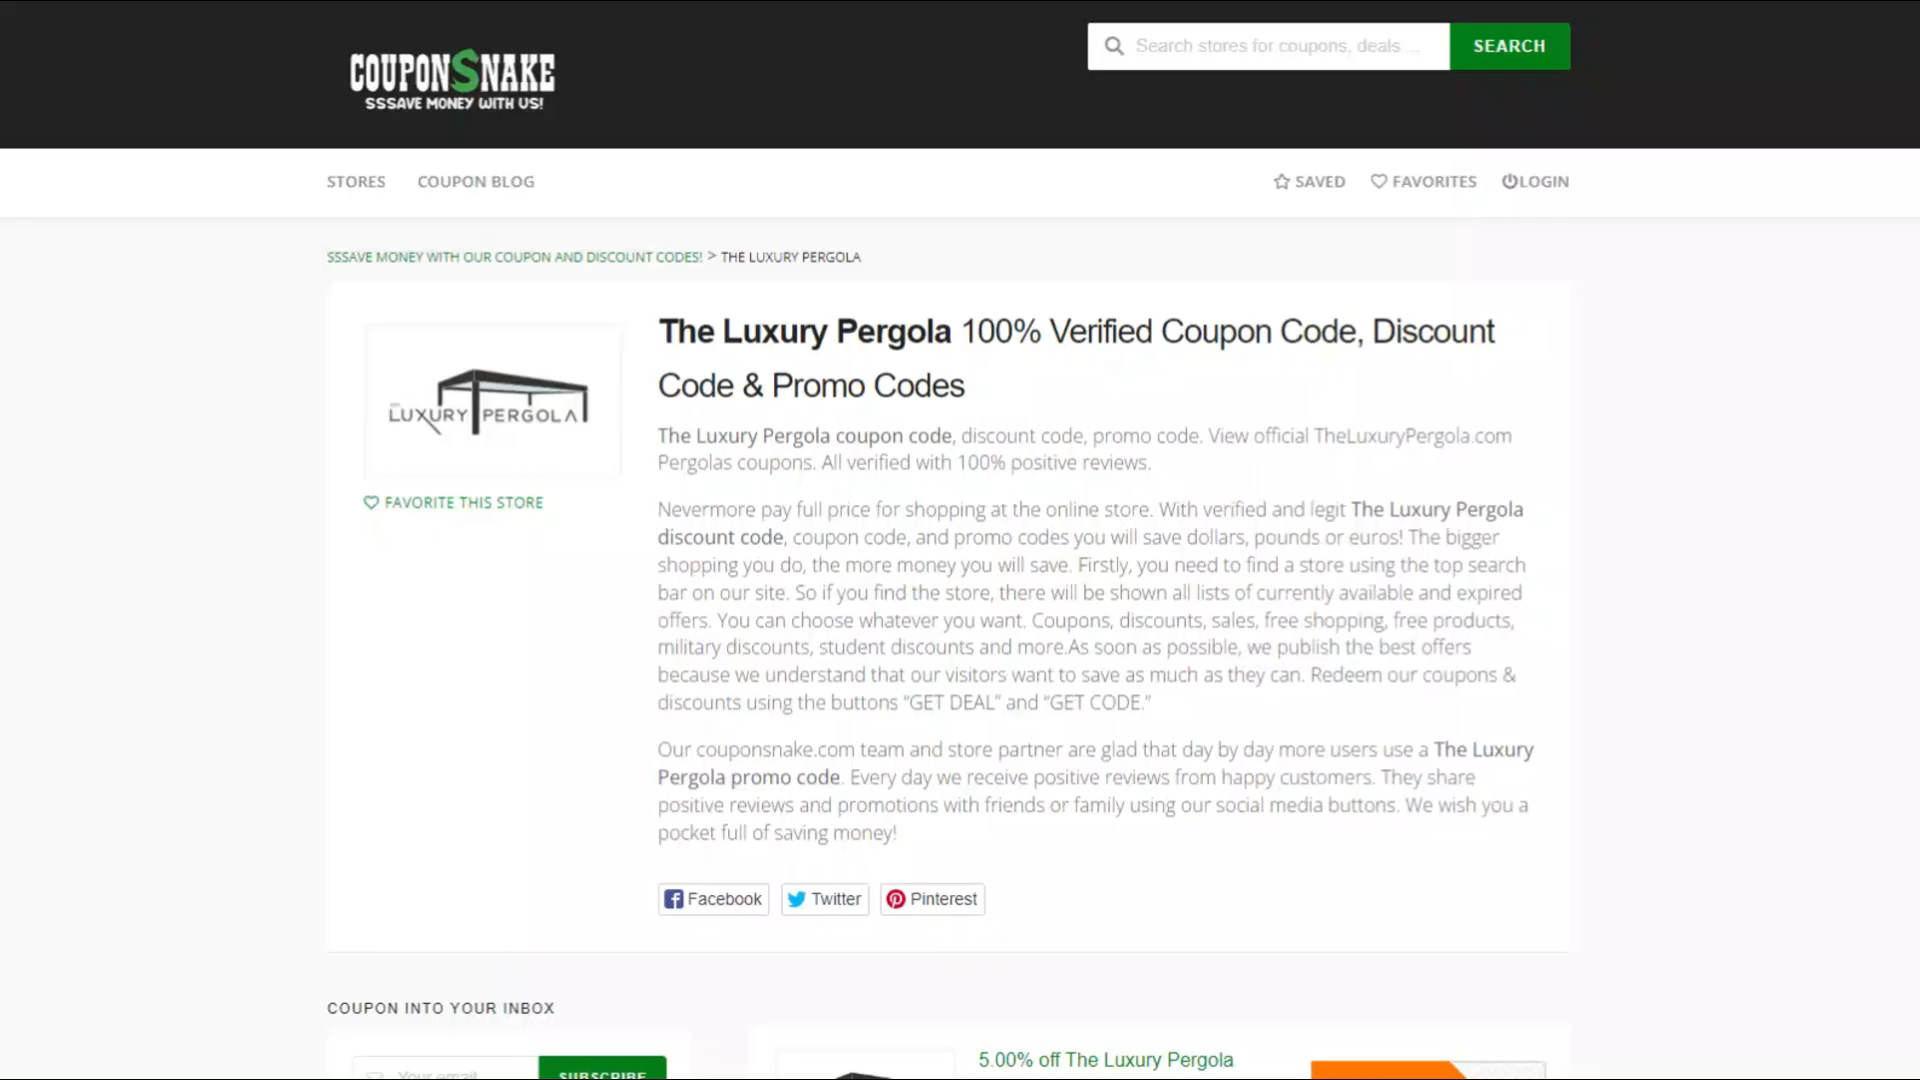 COUPONSNAKE
SSSAVE MONEY WITH US!
Search stores for coupons, deals ...
SEARCH
STORES
COUPON BLOG
SAVED
FAVORITES
LOGIN
SSSAVE MONEY WITH OUR COUPON AND DISCOUNT CODES! > THE LUXURY PERGOLA
LUXURY PERGOLA
FAVORITE THIS STORE
The Luxury Pergola 100% Verified Coupon Code, Discount
Code & Promo Codes
The Luxury Pergola coupon code, discount code, promo code. View official TheLuxuryPergola.com
Pergolas coupons. All verified with 100% positive reviews.
Nevermore pay full price for shopping at the online store. With verified and legit The Luxury Pergola
discount code, coupon code, and promo codes you will save dollars, pounds or euros! The bigger
shopping you do, the more money you will save. Firstly, you need to find a store using the top search
bar on our site. So if you find the store, there will be shown all lists of currently available and expired
offers. You can choose whatever you want. Coupons, discounts, sales, free shopping, free products,
military discounts, student discounts and more.As soon as possible, we publish the best offers
because we understand that our visitors want to save as much as they can. Redeem our coupons &
discounts using the buttons “GET DEAL” and “GET CODE.”
Our couponsnake.com team and store partner are glad that day by day more users use a The Luxury
Pergola promo code. Every day we receive positive reviews from happy customers. They share
positive reviews and promotions with friends or family using our social media buttons. We wish you a
pocket full of saving money!
Facebook
Twitter
Pinterest
COUPON INTO YOUR INBOX
Your email
SUBSCRIBE
5.00% off The Luxury Pergola